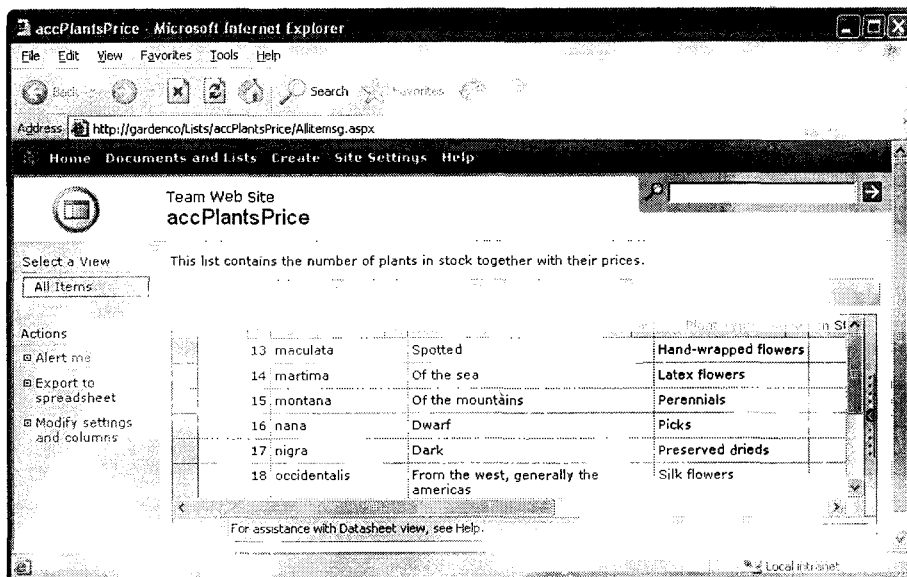 accPlantsPrice - Microsoft Internet Explorer
File Edit View Favorites Tools Help
Back Search Favorites
Address http://gardenco/Lists/accPlantsPrice/Allitemsg.aspx
Home Documents and Lists Create Site Settings Help
Team Web Site
accPlantsPrice
Select a View
This list contains the number of plants in stock together with their prices.
All Items
Actions
Alert me
Export to
spreadsheet
Modify settings
and columns
13 maculata Spotted Hand-wrapped flowers
14 martima Of the sea Latex flowers
15 montana Of the mountains Perennials
16 nana Dwarf Picks
17 nigra Dark Preserved drieds
18 occidentalis From the west, generally the Silk flowers
americas
For assistance with Datasheet view, see Help.
Local intranet